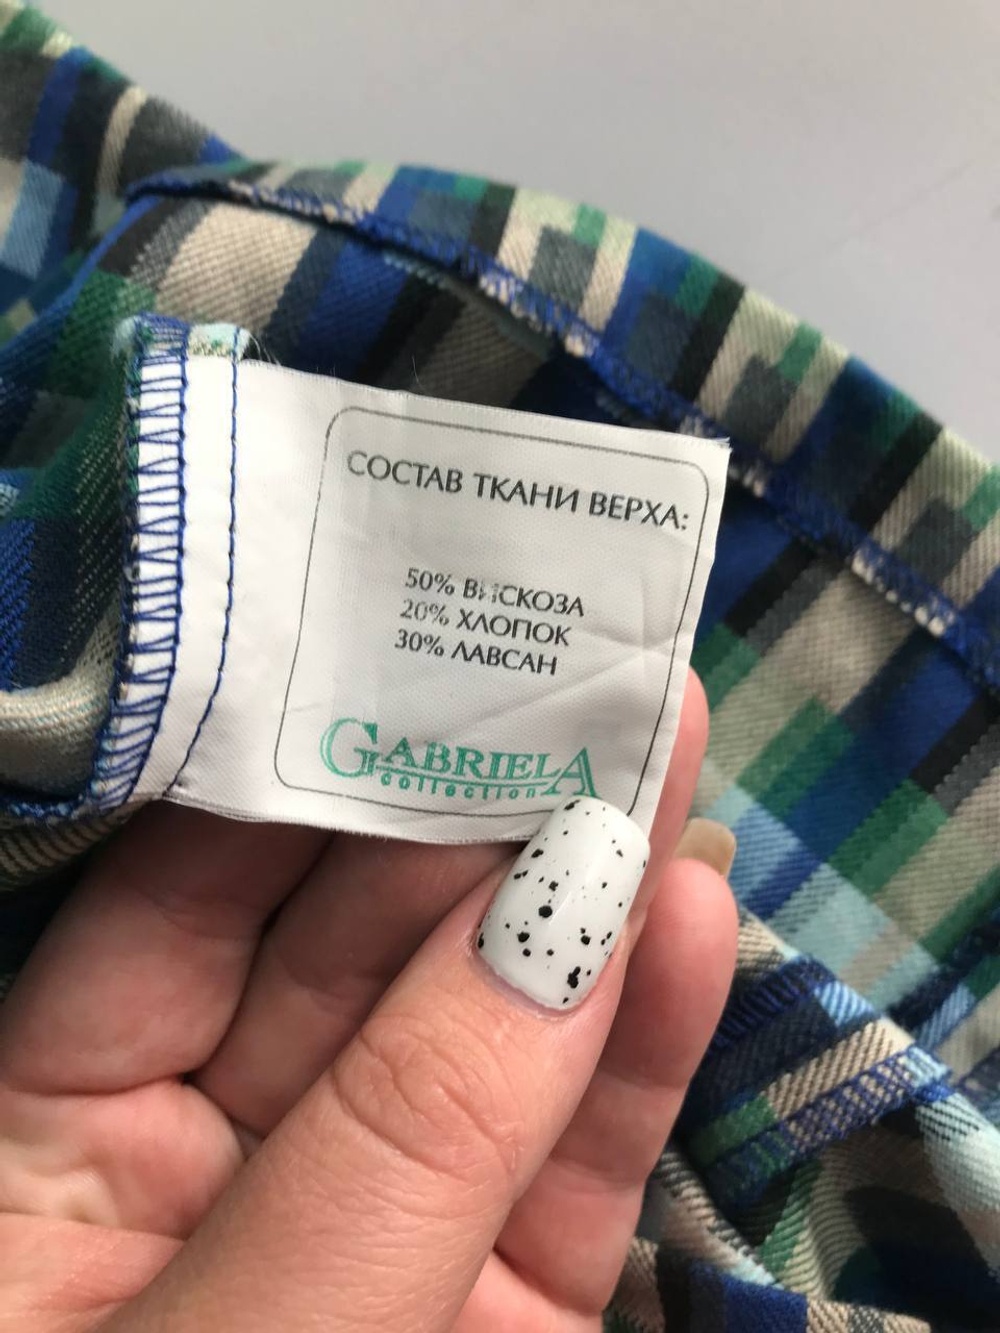 СОСТАВ ТКАНИ ВЕРХА:
50% ВИСКОЗА
20% ХЛОПОК
30% ЛАВСАН
GABRIELA
collection